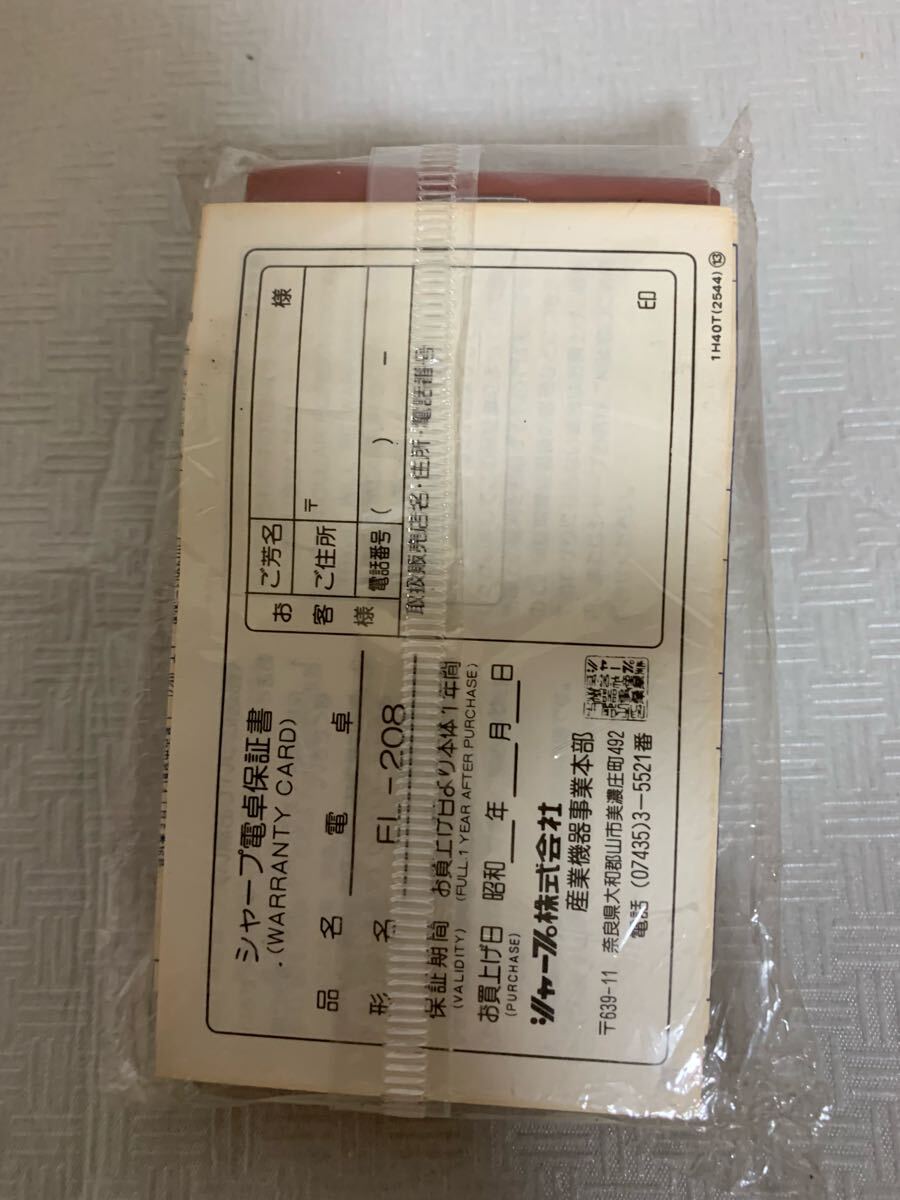 シャープ電卓保証書
(WARRANTY CARD)
品名 電卓
形名 EL-208
保証期間 お買上げ日より本体1年間
(VALIDITY) (FULL 1 YEAR AFTER PURCHASE)
お買上げ日 昭和 年 月 日
(PURCHASE)
シャープ株式会社
産業機器事業本部
〒639-11 奈良県大和郡山市美濃庄町492
電話 (07435)3-5521番
お客様
ご芳名 様
ご住所 〒
電話番号 ( ) -
取扱販売店名・住所・電話番号
印
1H40T(2544)⑬